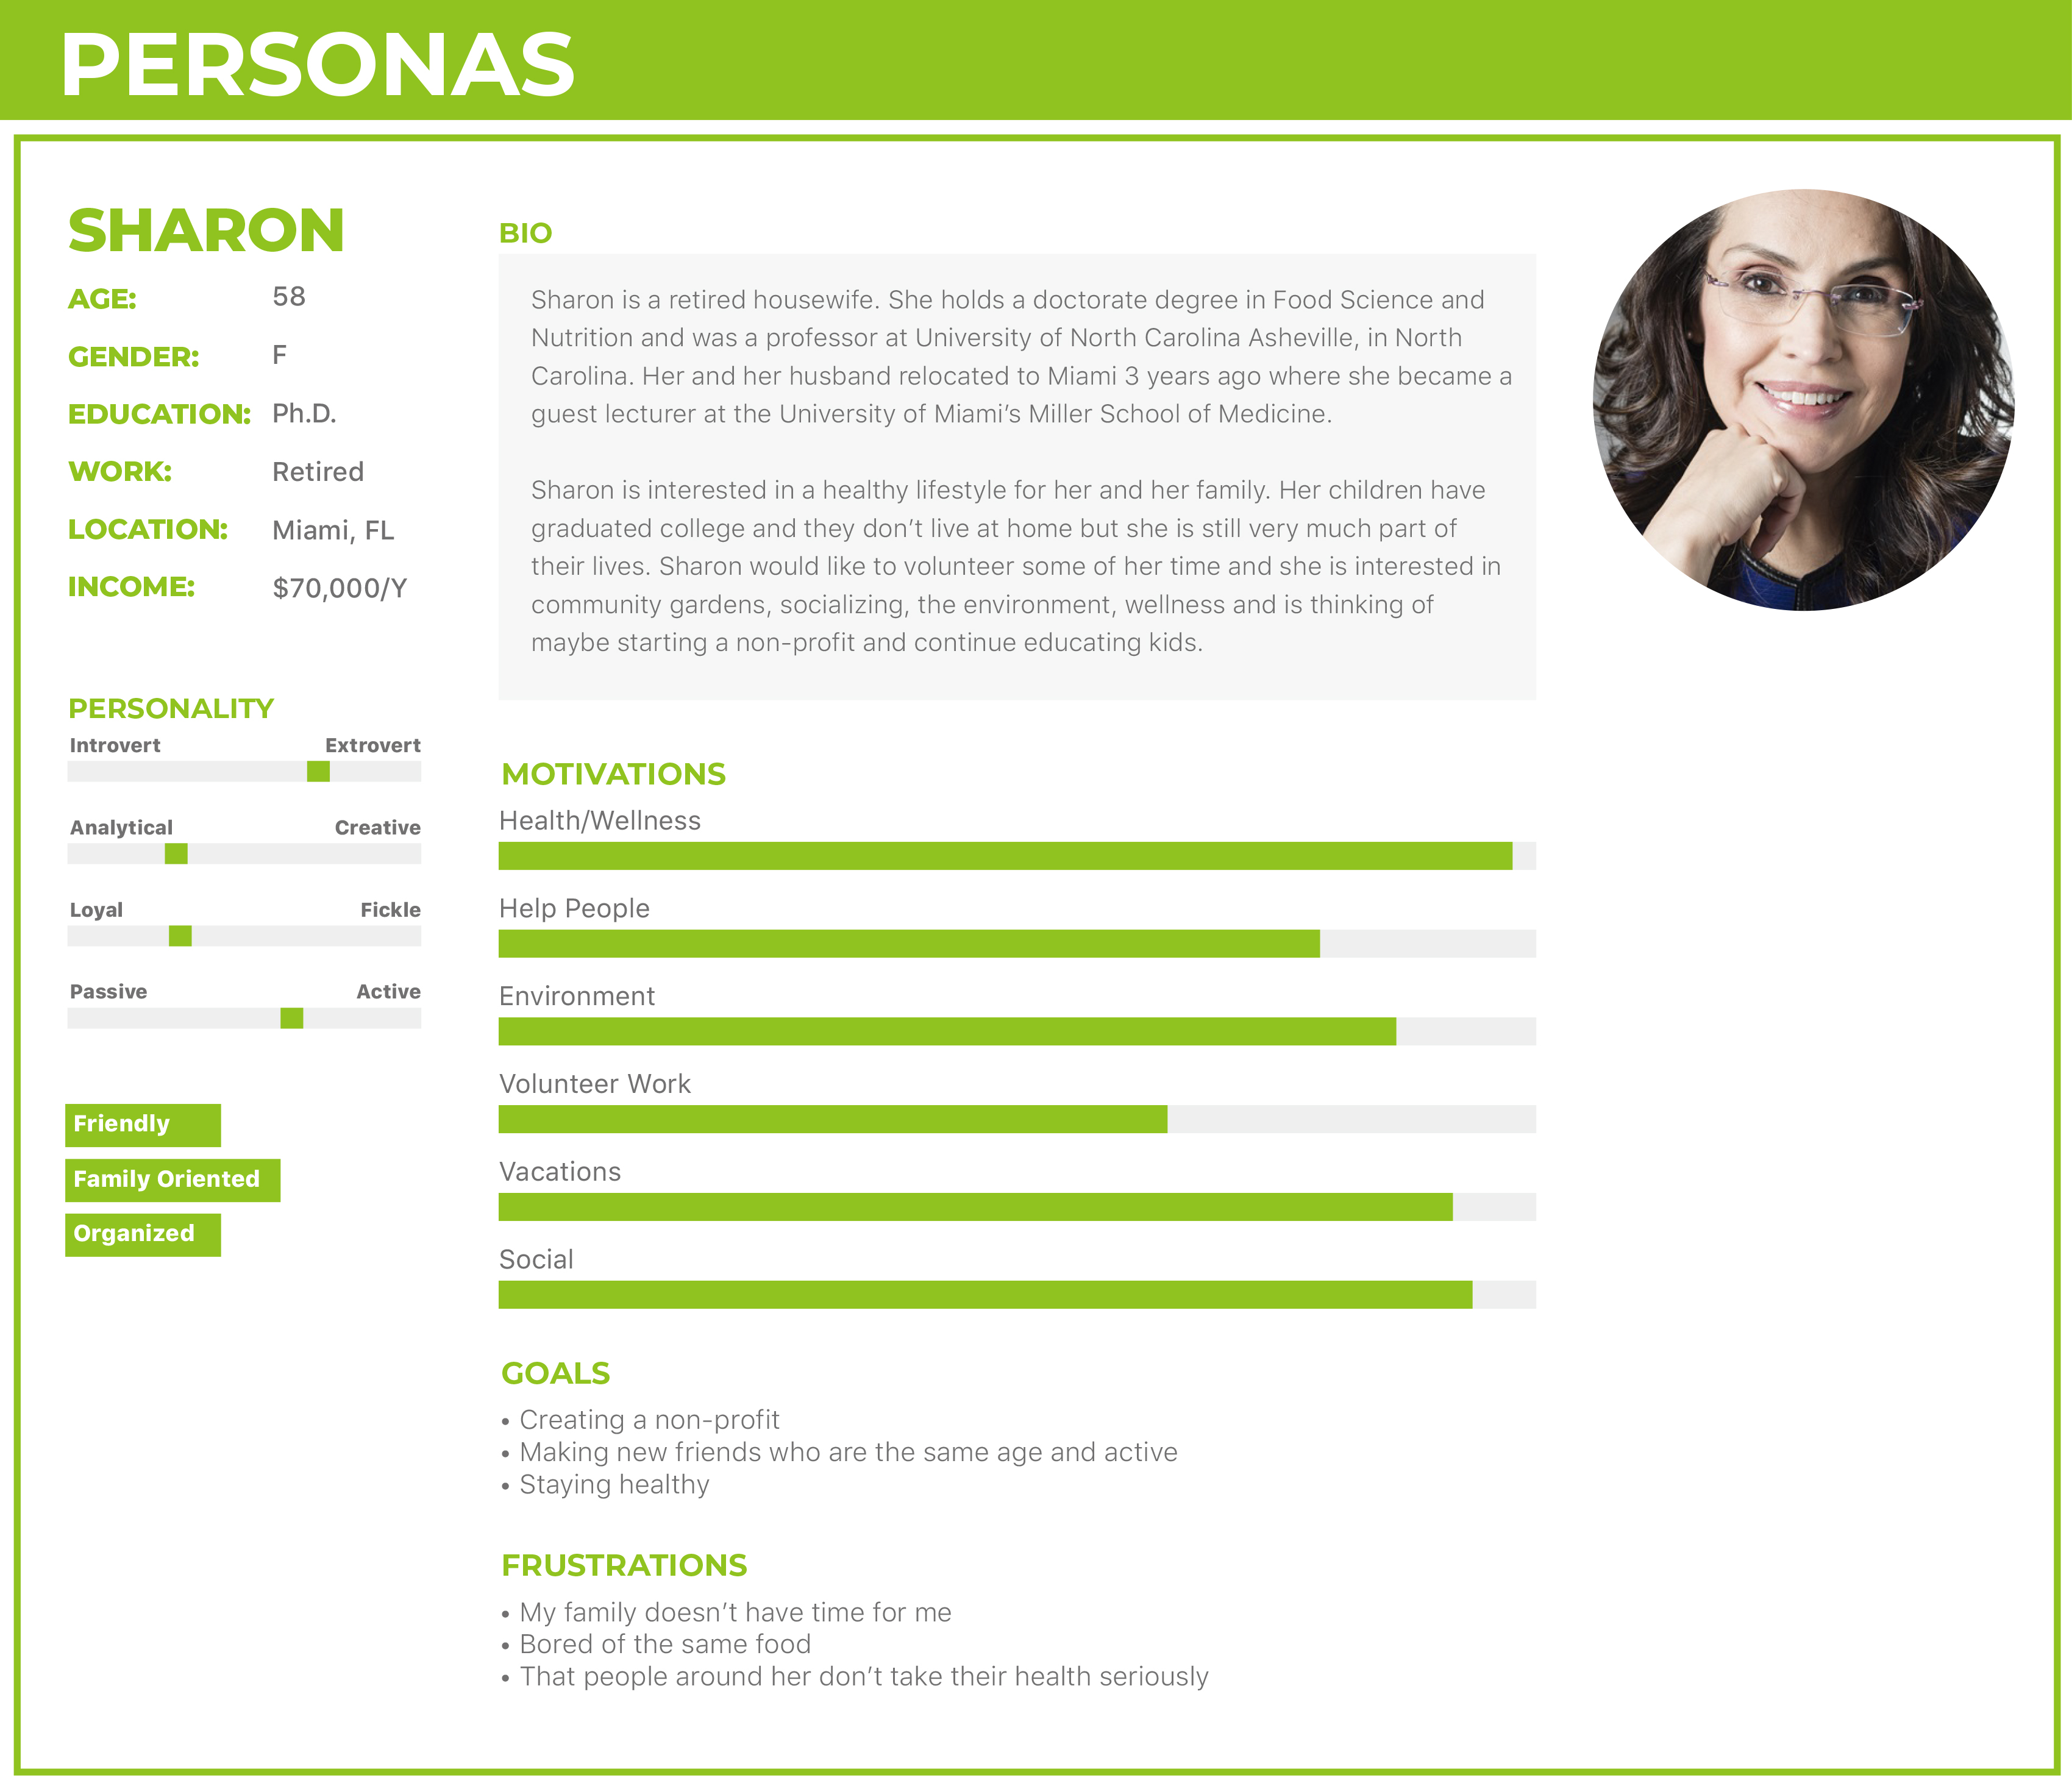 PERSONAS
SHARON
AGE: 58
GENDER: F
EDUCATION: Ph.D.
WORK: Retired
LOCATION: Miami, FL
INCOME: $70,000/Y
PERSONALITY
Introvert Extrovert
Analytical Creative
Loyal Fickle
Passive Active
Friendly
Family Oriented
Organized
BIO
Sharon is a retired housewife. She holds a doctorate degree in Food Science and
Nutrition and was a professor at University of North Carolina Asheville, in North
Carolina. Her and her husband relocated to Miami 3 years ago where she became a
guest lecturer at the University of Miami’s Miller School of Medicine.
Sharon is interested in a healthy lifestyle for her and her family. Her children have
graduated college and they don’t live at home but she is still very much part of
their lives. Sharon would like to volunteer some of her time and she is interested in
community gardens, socializing, the environment, wellness and is thinking of
maybe starting a non-profit and continue educating kids.
MOTIVATIONS
Health/Wellness
Help People
Environment
Volunteer Work
Vacations
Social
GOALS
• Creating a non-profit
• Making new friends who are the same age and active
• Staying healthy
FRUSTRATIONS
• My family doesn’t have time for me
• Bored of the same food
• That people around her don’t take their health seriously